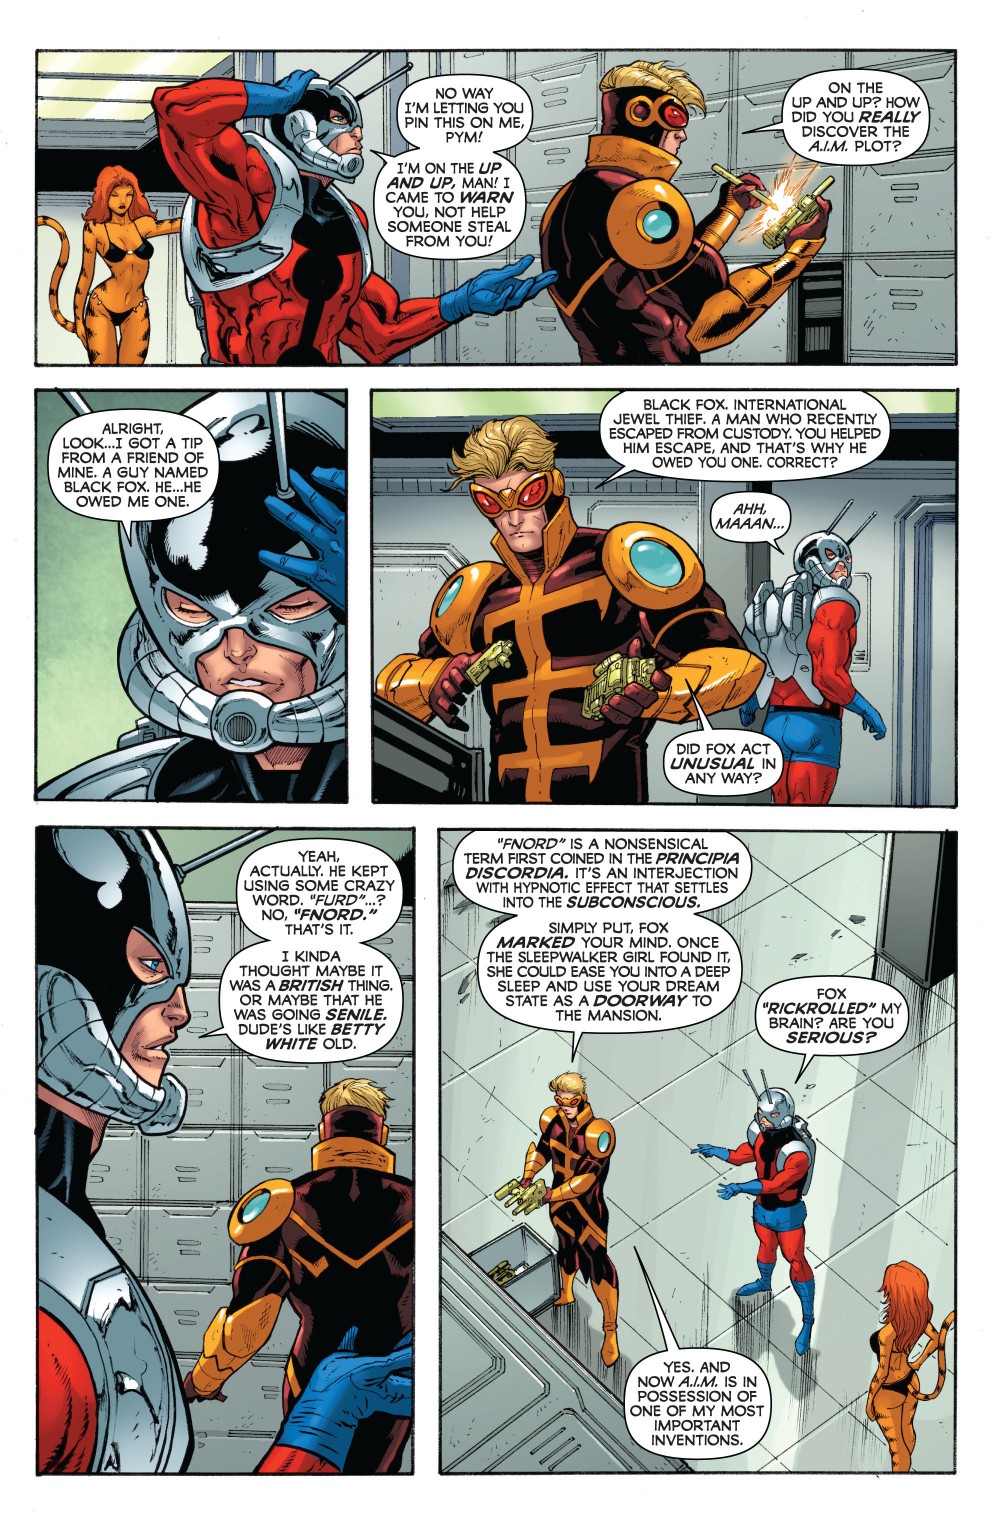 NO WAY
I'M LETTING YOU
PIN THIS ON ME,
PYM!
I'M ON THE UP
AND UP, MAN! I
CAME TO WARN
YOU, NOT HELP
SOMEONE STEAL
FROM YOU!
ON THE
UP AND UP? HOW
DID YOU REALLY
DISCOVER THE
A.I.M. PLOT?
ALRIGHT,
LOOK...I GOT A TIP
FROM A FRIEND OF
MINE. A GUY NAMED
BLACK FOX. HE...HE
OWED ME ONE.
BLACK FOX. INTERNATIONAL
JEWEL THIEF. A MAN WHO RECENTLY
ESCAPED FROM CUSTODY. YOU HELPED
HIM ESCAPE, AND THAT'S WHY HE
OWED YOU ONE. CORRECT?
AHH,
MAAAN...
DID FOX ACT
UNUSUAL IN
ANY WAY?
YEAH,
ACTUALLY. HE KEPT
USING SOME CRAZY
WORD. "FURD"...?
NO, "FNORD."
THAT'S IT.
I KINDA
THOUGHT MAYBE IT
WAS A BRITISH THING.
OR MAYBE THAT HE
WAS GOING SENILE.
DUDE'S LIKE BETTY
WHITE OLD.
"FNORD" IS A NONSENSICAL
TERM FIRST COINED IN THE PRINCIPIA
DISCORDIA. IT'S AN INTERJECTION
WITH HYPNOTIC EFFECT THAT SETTLES
INTO THE SUBCONSCIOUS.
SIMPLY PUT, FOX
MARKED YOUR MIND. ONCE
THE SLEEPWALKER GIRL FOUND IT,
SHE COULD EASE YOU INTO A DEEP
SLEEP AND USE YOUR DREAM
STATE AS A DOORWAY TO
THE MANSION.
FOX
"RICKROLLED" MY
BRAIN? ARE YOU
SERIOUS?
YES. AND
NOW A.I.M. IS IN
POSSESSION OF
ONE OF MY MOST
IMPORTANT
INVENTIONS.